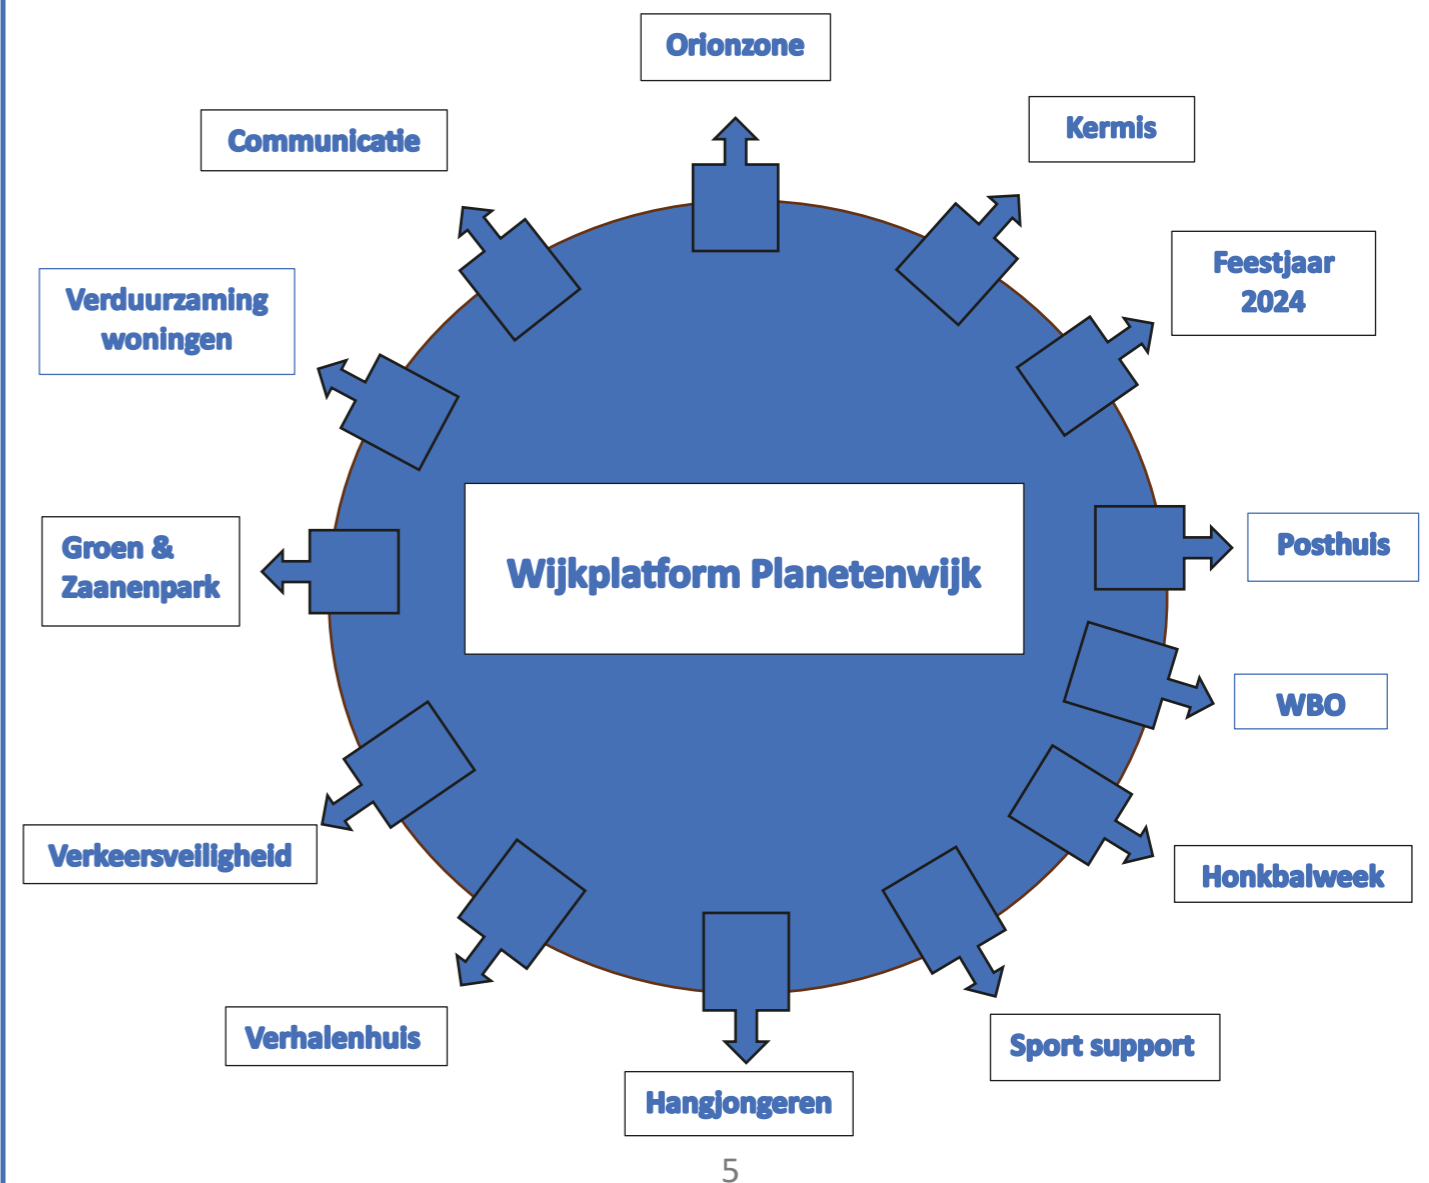 Orionzone
Kermis
Communicatie
Feestjaar
2024
Verduurzaming
woningen
Groen &
Zaanenpark
Wijkplatform Planetenwijk
Posthuis
WBO
Verkeersveiligheid
Honkbalweek
Verhalenhuis
Sport support
Hangjongeren
5